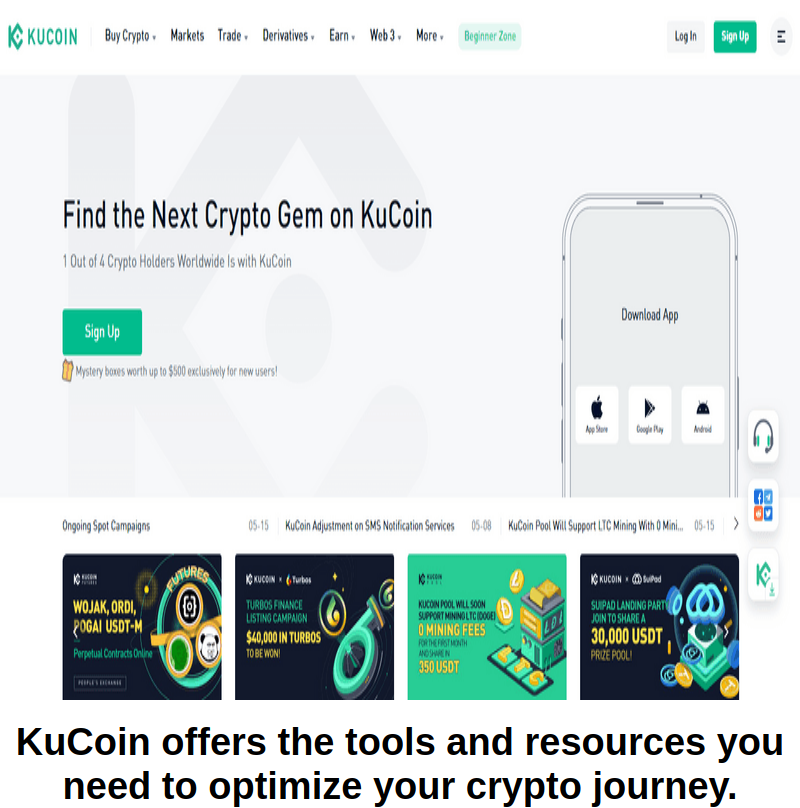 KUCOIN
Buy Crypto
Markets
Trade
Derivatives
Earn
Web 3
More
Beginner Zone
Log In
Sign Up
Find the Next Crypto Gem on KuCoin
1 Out of 4 Crypto Holders Worldwide Is with KuCoin
Sign Up
Mystery boxes worth up to $500 exclusively for new users!
Download App
App Store
Google Play
Android
Ongoing Spot Campaigns
05-15
KuCoin Adjustment on SMS Notification Services
05-08
KuCoin Pool Will Support LTC Mining With 0 Mini...
05-15
KUCOIN
FUTURES
WOJAK, ORDI,
POGAI USDT-M
Perpetual Contracts Online
PEOPLE'S EXCHANGE
KUCOIN × Turbos
TURBOS FINANCE
LISTING CAMPAIGN
$40,000 IN TURBOS
TO BE WON!
KUCOIN
POOL
KUCOIN POOL WILL SOON
SUPPORT MINING LTC (DOGE)
0 MINING FEES
FOR THE FIRST MONTH
AND SHARE IN
350 USDT
KUCOIN × SuiPad
SUIPAD LANDING PARTY
JOIN TO SHARE A
30,000 USDT
PRIZE POOL!
KuCoin offers the tools and resources you
need to optimize your crypto journey.